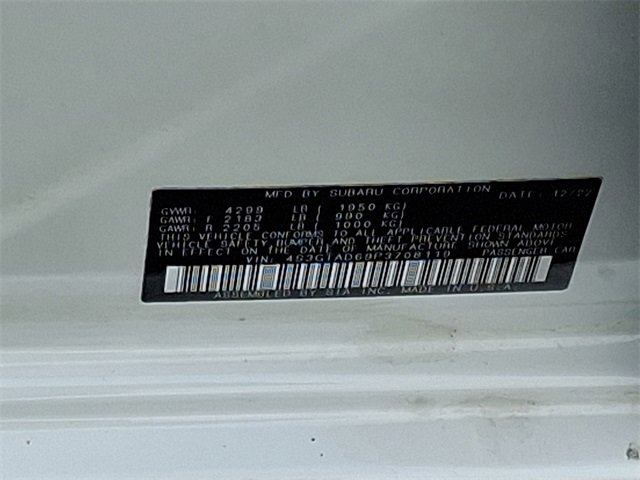 MFD BY SUBARU CORPORATION DATE: 12/22
GVWR: 4299 LB ( 1950 KG)
GAWR: F 2183 LB ( 990 KG)
GAWR: R 2205 LB ( 1000 KG)
THIS VEHICLE CONFORMS TO ALL APPLICABLE FEDERAL MOTOR
VEHICLE SAFETY, BUMPER, AND THEFT PREVENTION STANDARDS
IN EFFECT ON THE DATE OF MANUFACTURE SHOWN ABOVE.
VIN: PASSENGER CAR
ASSEMBLED BY SIA INC. MADE IN U.S.A